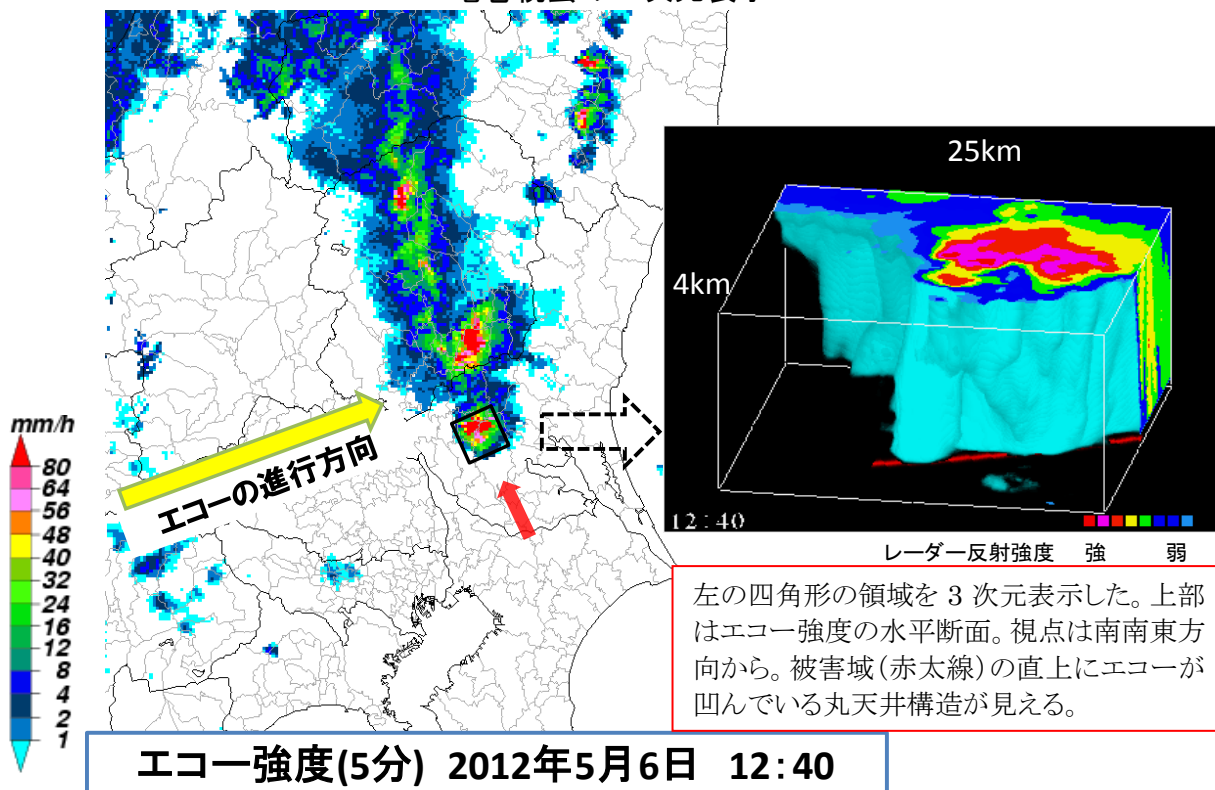 25km
4km
12:40
レーダー反射強度 強 弱
エコーの進行方向
mm/h
80
64
56
48
40
32
24
16
12
8
4
2
1
左の四角形の領域を 3 次元表示した。上部
はエコー強度の水平断面。視点は南南東方
向から。被害域(赤太線)の直上にエコーが
凹んでいる丸天井構造が見える。
エコー強度(5分) 2012年5月6日 12:40